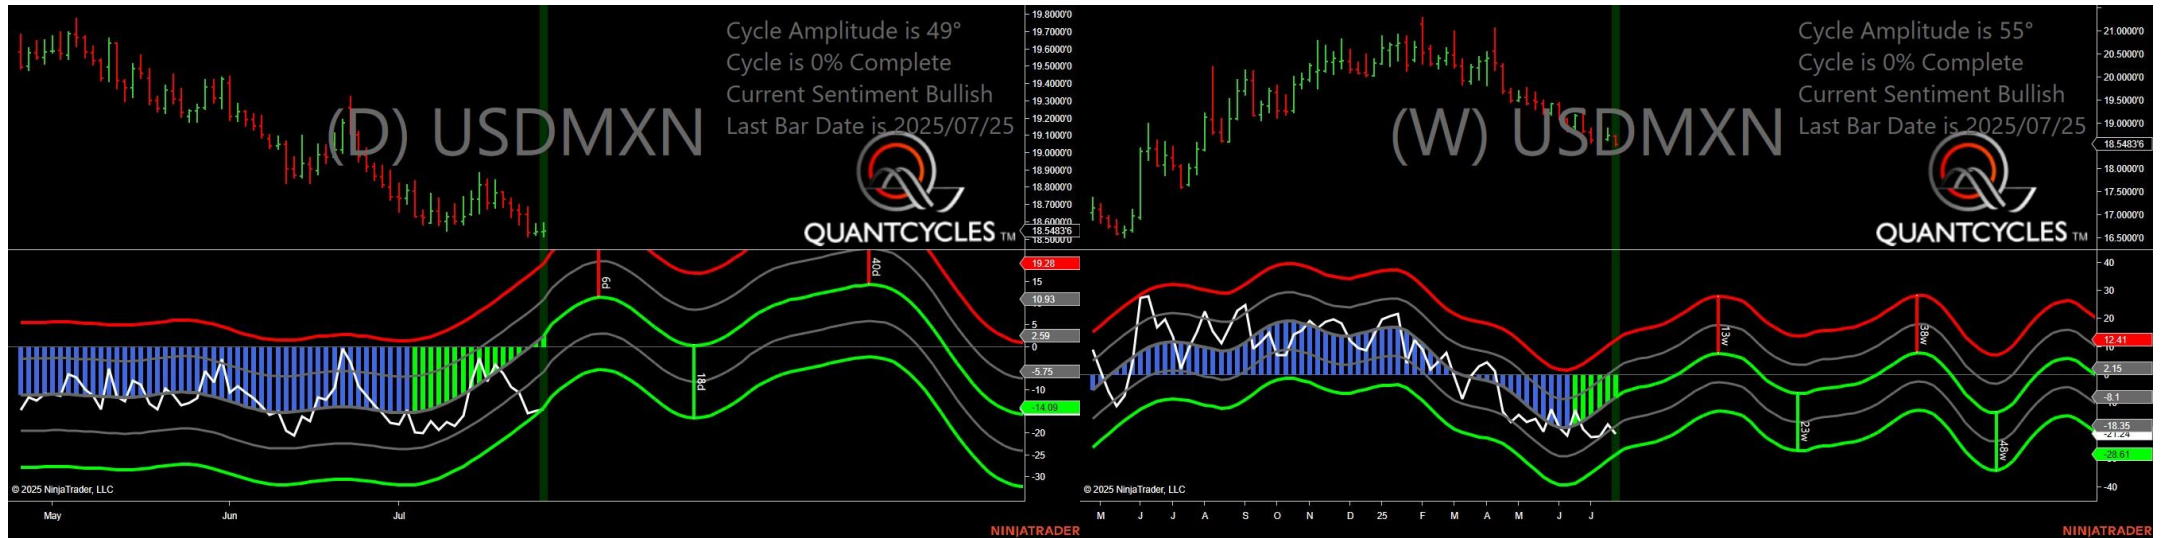 Cycle Amplitude is 49°
Cycle is 0% Complete
Current Sentiment Bullish
Last Bar Date is 2025/07/25
(D) USDMXN
QUANTCYCLES TM
19.8000'0
19.7000'0
19.6000'0
19.5000'0
19.4000'0
19.3000'0
19.2000'0
19.1000'0
19.0000'0
18.9000'0
18.8000'0
18.7000'0
18.6000'0
18.5483'6
18.5000'0
6d
40d
18d
19.28
15
10.93
5
2.59
0
-5.75
-10
-14.09
-20
-25
-30
© 2025 NinjaTrader, LLC
May
Jun
Jul
NINJATRADER
Cycle Amplitude is 55°
Cycle is 0% Complete
Current Sentiment Bullish
Last Bar Date is 2025/07/25
(W) USDMXN
QUANTCYCLES TM
21.0000'0
20.5000'0
20.0000'0
19.5000'0
19.0000'0
18.5483'6
18.0000'0
17.5000'0
17.0000'0
16.5000'0
13w
38w
23w
48w
40
30
20
12.41
10
2.15
0
-8.1
-18.35
-21.24
-28.61
-40
© 2025 NinjaTrader, LLC
M
J
J
A
S
O
N
D
25
F
M
A
M
J
J
NINJATRADER